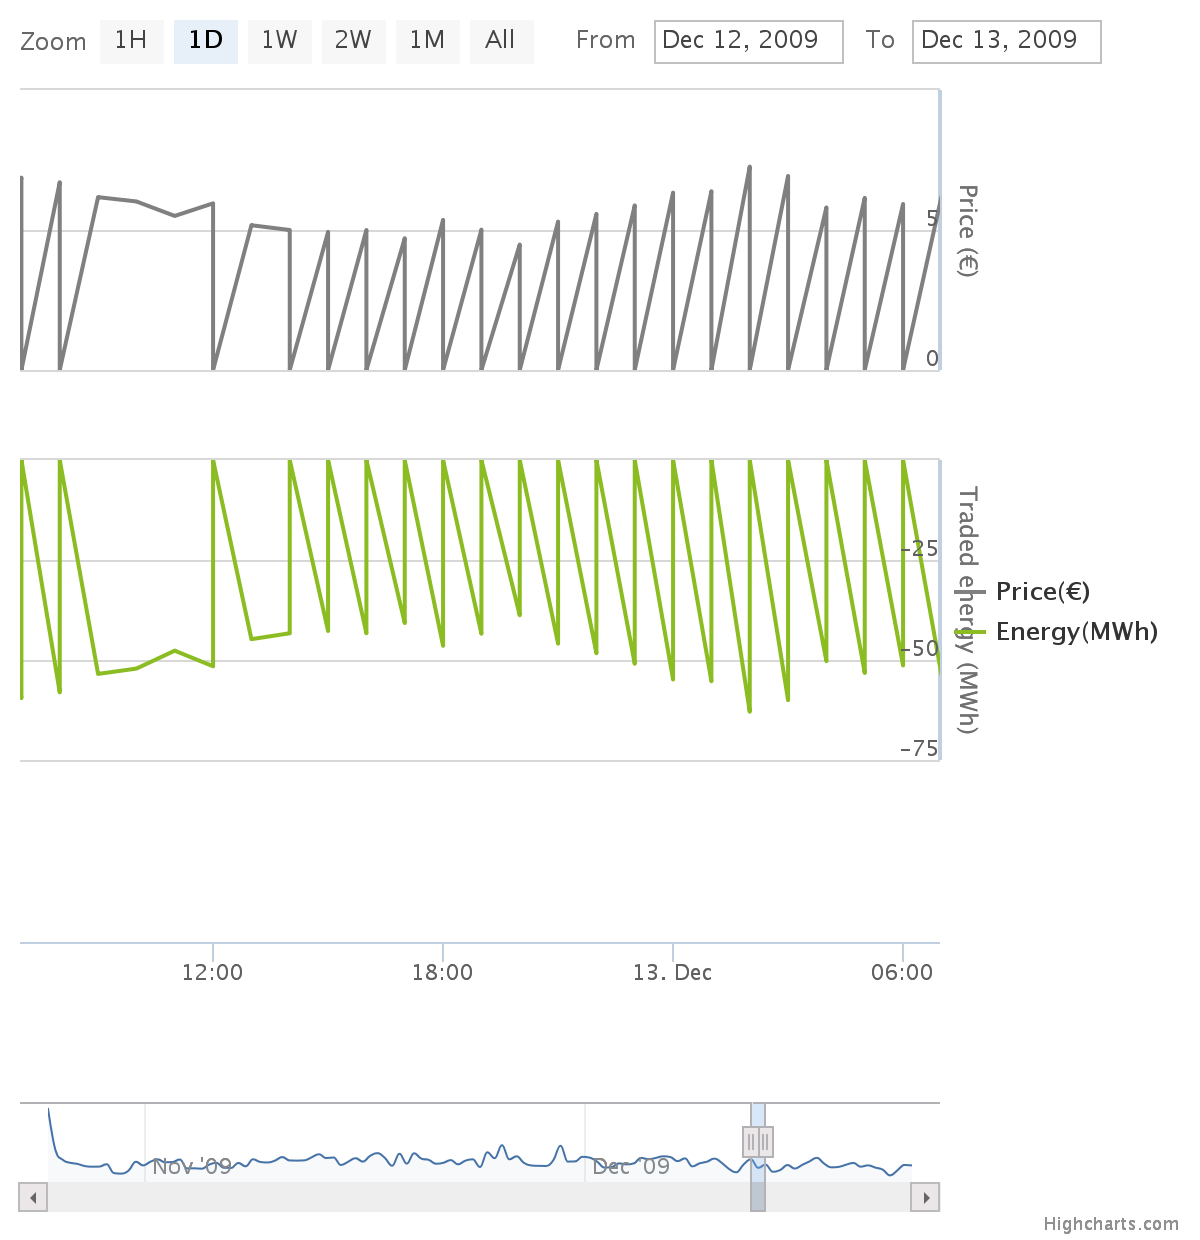 Zoom 1H 1D 1W 2W 1M All From Dec 12, 2009 To Dec 13, 2009
Price (€)
5
0
Traded energy (MWh)
-25
-50
-75
Price(€)
Energy(MWh)
12:00 18:00 13. Dec 06:00
Nov '09 Dec '09
Highcharts.com